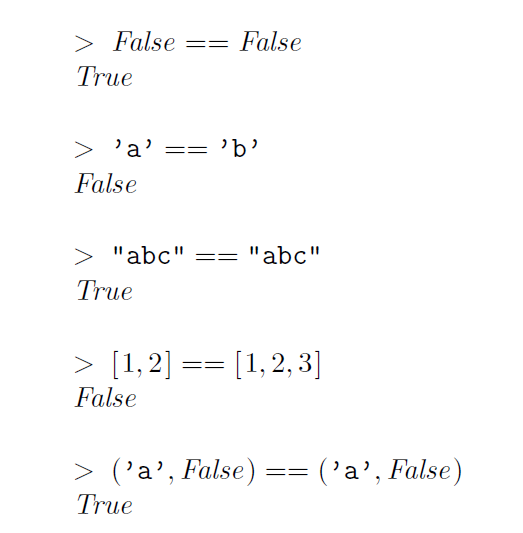 > False == False
True
> 'a' == 'b'
False
> "abc" == "abc"
True
> [1, 2] == [1, 2, 3]
False
> ('a', False) == ('a', False)
True